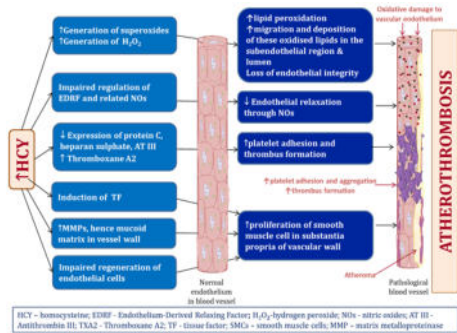 ↑HCY
↑Generation of superoxides
↑Generation of H₂O₂
Impaired regulation of
EDRF and related NOs
↓ Expression of protein C,
heparan sulphate, AT III
↑ Thromboxane A2
Induction of TF
↑MMPs, hence mucoid
matrix in vessel wall
Impaired regeneration of
endothelial cells
Normal
endothelium
in blood vessel
↑lipid peroxidation
↑migration and deposition
of these oxidised lipids in the
subendothelial region &
lumen
Loss of endothelial integrity
↓ Endothelial relaxation
through NOs
↑platelet adhesion and
thrombus formation
↑platelet adhesion and aggregation
↑thrombus formation
↑proliferation of smooth
muscle cell in substantia
propria of vascular wall
Oxidative damage to
vascular endothelium
Atheroma
Pathological
blood vessel
ATHEROTHROMBOSIS
HCY – homocysteine; EDRF - Endothelium-Derived Relaxing Factor; H₂O₂-hydrogen peroxide; NOs - nitric oxides; AT III -
Antithrombin III; TXA2 - Thromboxane A2; TF - tissue factor; SMCs – smooth muscle cells; MMP – matrix metaloproteinase